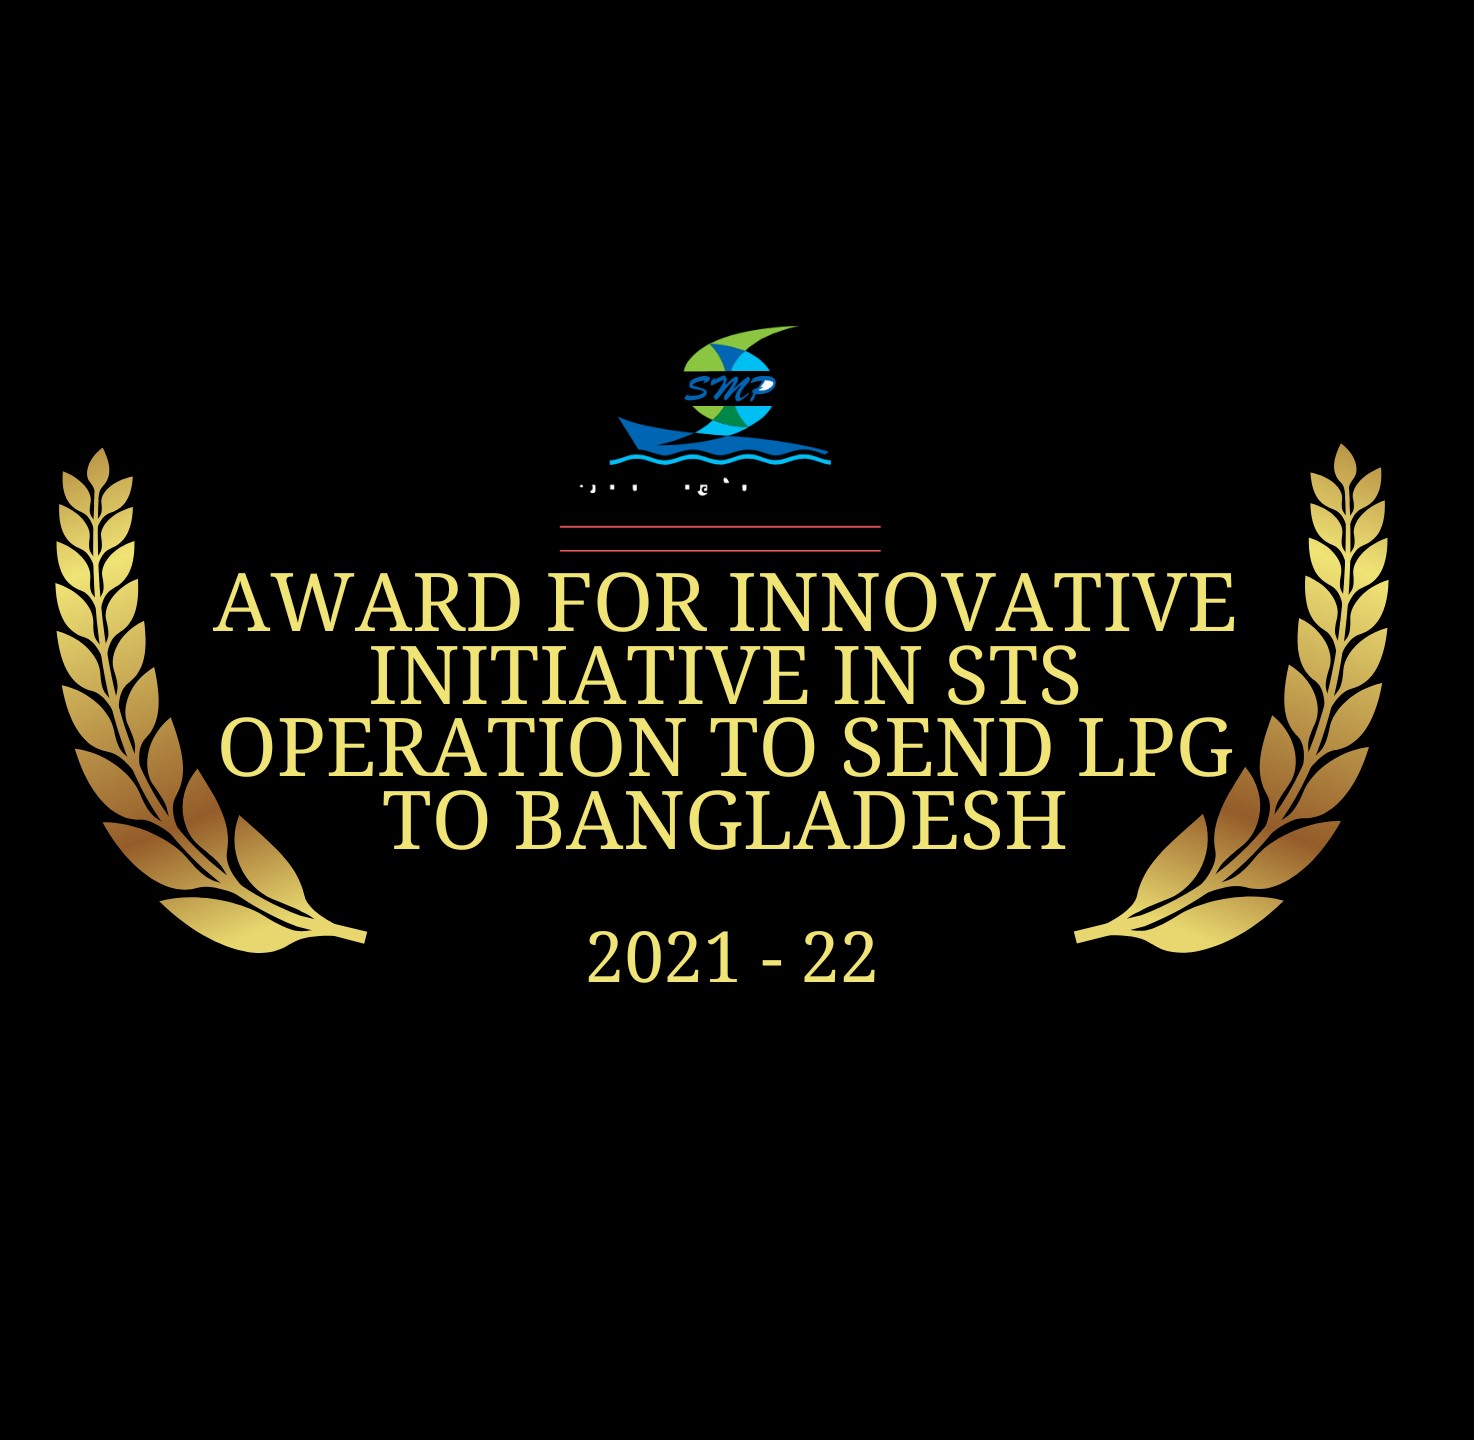 SMP
AWARD FOR INNOVATIVE
INITIATIVE IN STS
OPERATION TO SEND LPG
TO BANGLADESH
2021 - 22